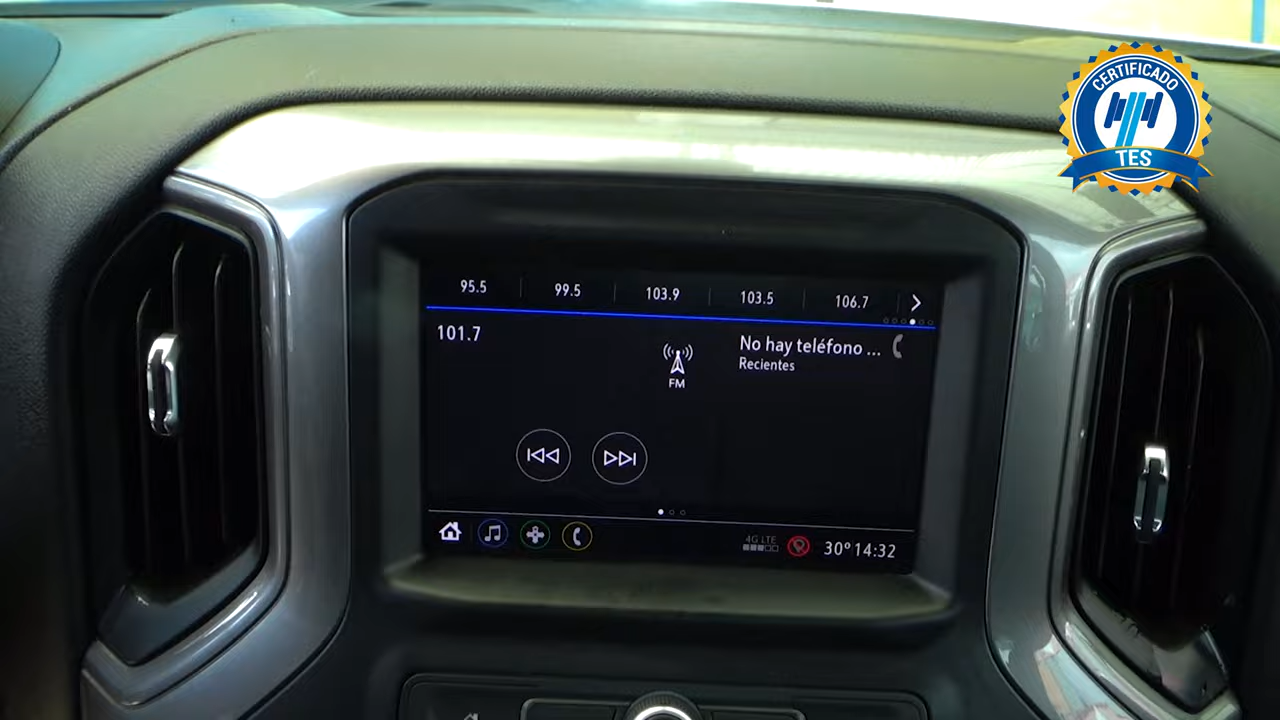 CERTIFICADO
TES
95.5 99.5 103.9 103.5 106.7
101.7
FM
No hay teléfono ...
Recientes
4G LTE
30° 14:32